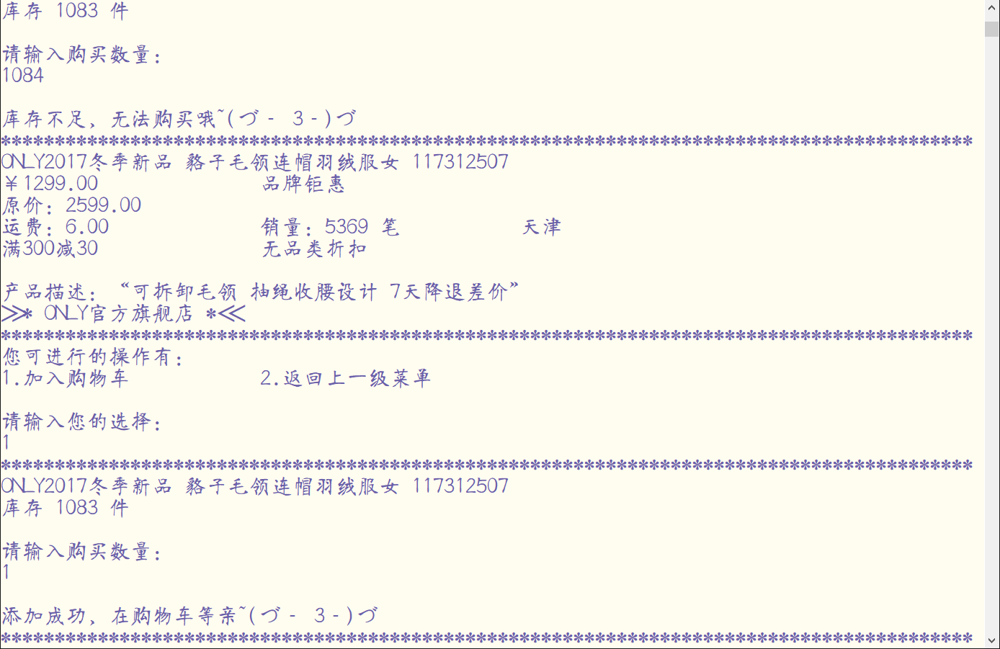 库存 1083 件
请输入购买数量：
1084
库存不足，无法购买哦~(づ- 3-)づ
******************************************************************************************
ONLY2017冬季新品 貉子毛领连帽羽绒服女 117312507
￥1299.00 品牌钜惠
原价：2599.00
运费：6.00 销量：5369 笔 天津
满300减30 无品类折扣
产品描述：“可拆卸毛领 抽绳收腰设计 7天降退差价”
>>* ONLY官方旗舰店 *<<
******************************************************************************************
您可进行的操作有：
1.加入购物车 2.返回上一级菜单
请输入您的选择：
1
******************************************************************************************
ONLY2017冬季新品 貉子毛领连帽羽绒服女 117312507
库存 1083 件
请输入购买数量：
1
添加成功，在购物车等亲~(づ- 3-)づ
******************************************************************************************